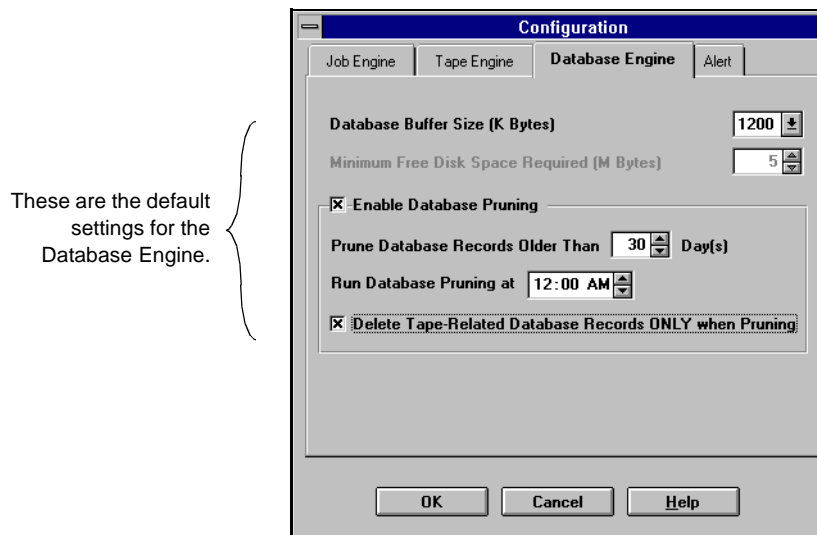 Configuration
Job Engine Tape Engine Database Engine Alert
Database Buffer Size (K Bytes) 1200
Minimum Free Disk Space Required (M Bytes) 5
These are the default
settings for the
Database Engine.
Enable Database Pruning
Prune Database Records Older Than 30 Day(s)
Run Database Pruning at 12:00 AM
Delete Tape-Related Database Records ONLY when Pruning
OK Cancel Help